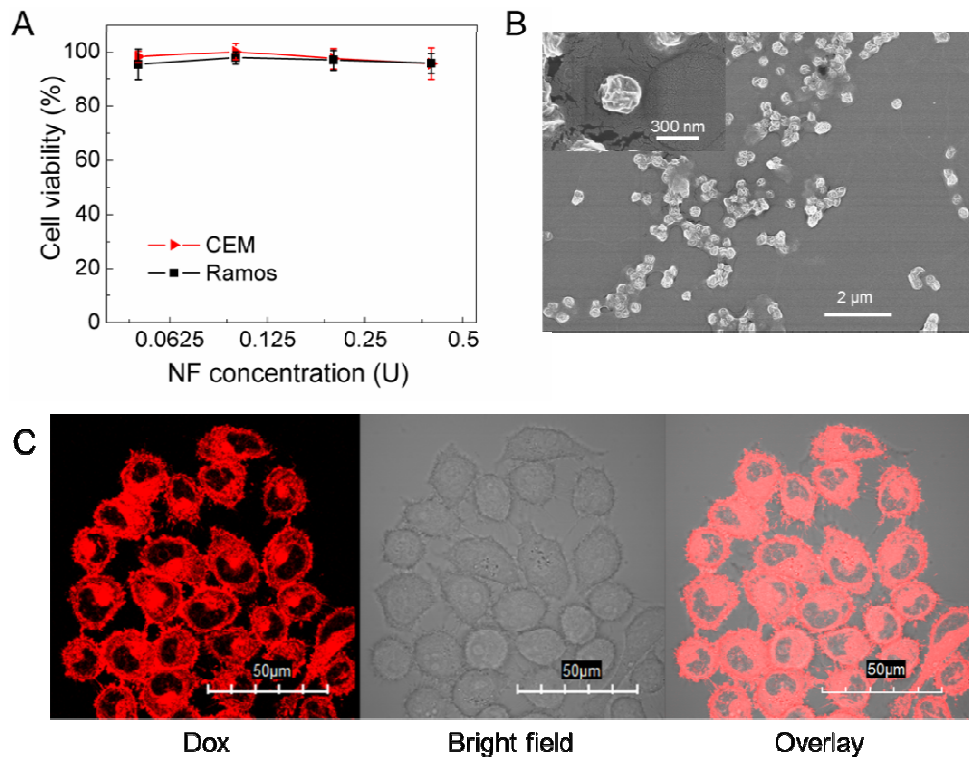 A
Cell viability (%)
100
80
60
40
20
0
CEM
Ramos
0.0625 0.125 0.25 0.5
NF concentration (U)
B
300 nm
2 µm
C
50µm
50µm
50µm
Dox
Bright field
Overlay